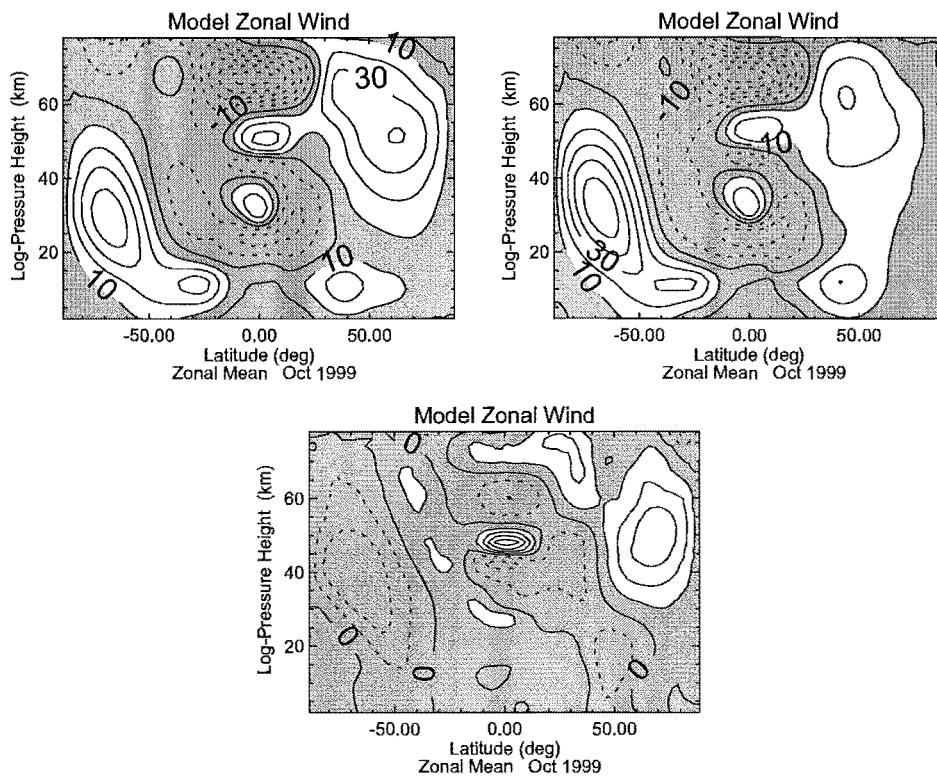 Model Zonal Wind
10
30
-10
10
10
Log-Pressure Height (km)
60
40
20
-50.00 0.00 50.00
Latitude (deg)
Zonal Mean Oct 1999
Model Zonal Wind
-10
10
30
10
Log-Pressure Height (km)
60
40
20
-50.00 0.00 50.00
Latitude (deg)
Zonal Mean Oct 1999
Model Zonal Wind
0
0
0
0
0
Log-Pressure Height (km)
60
40
20
-50.00 0.00 50.00
Latitude (deg)
Zonal Mean Oct 1999